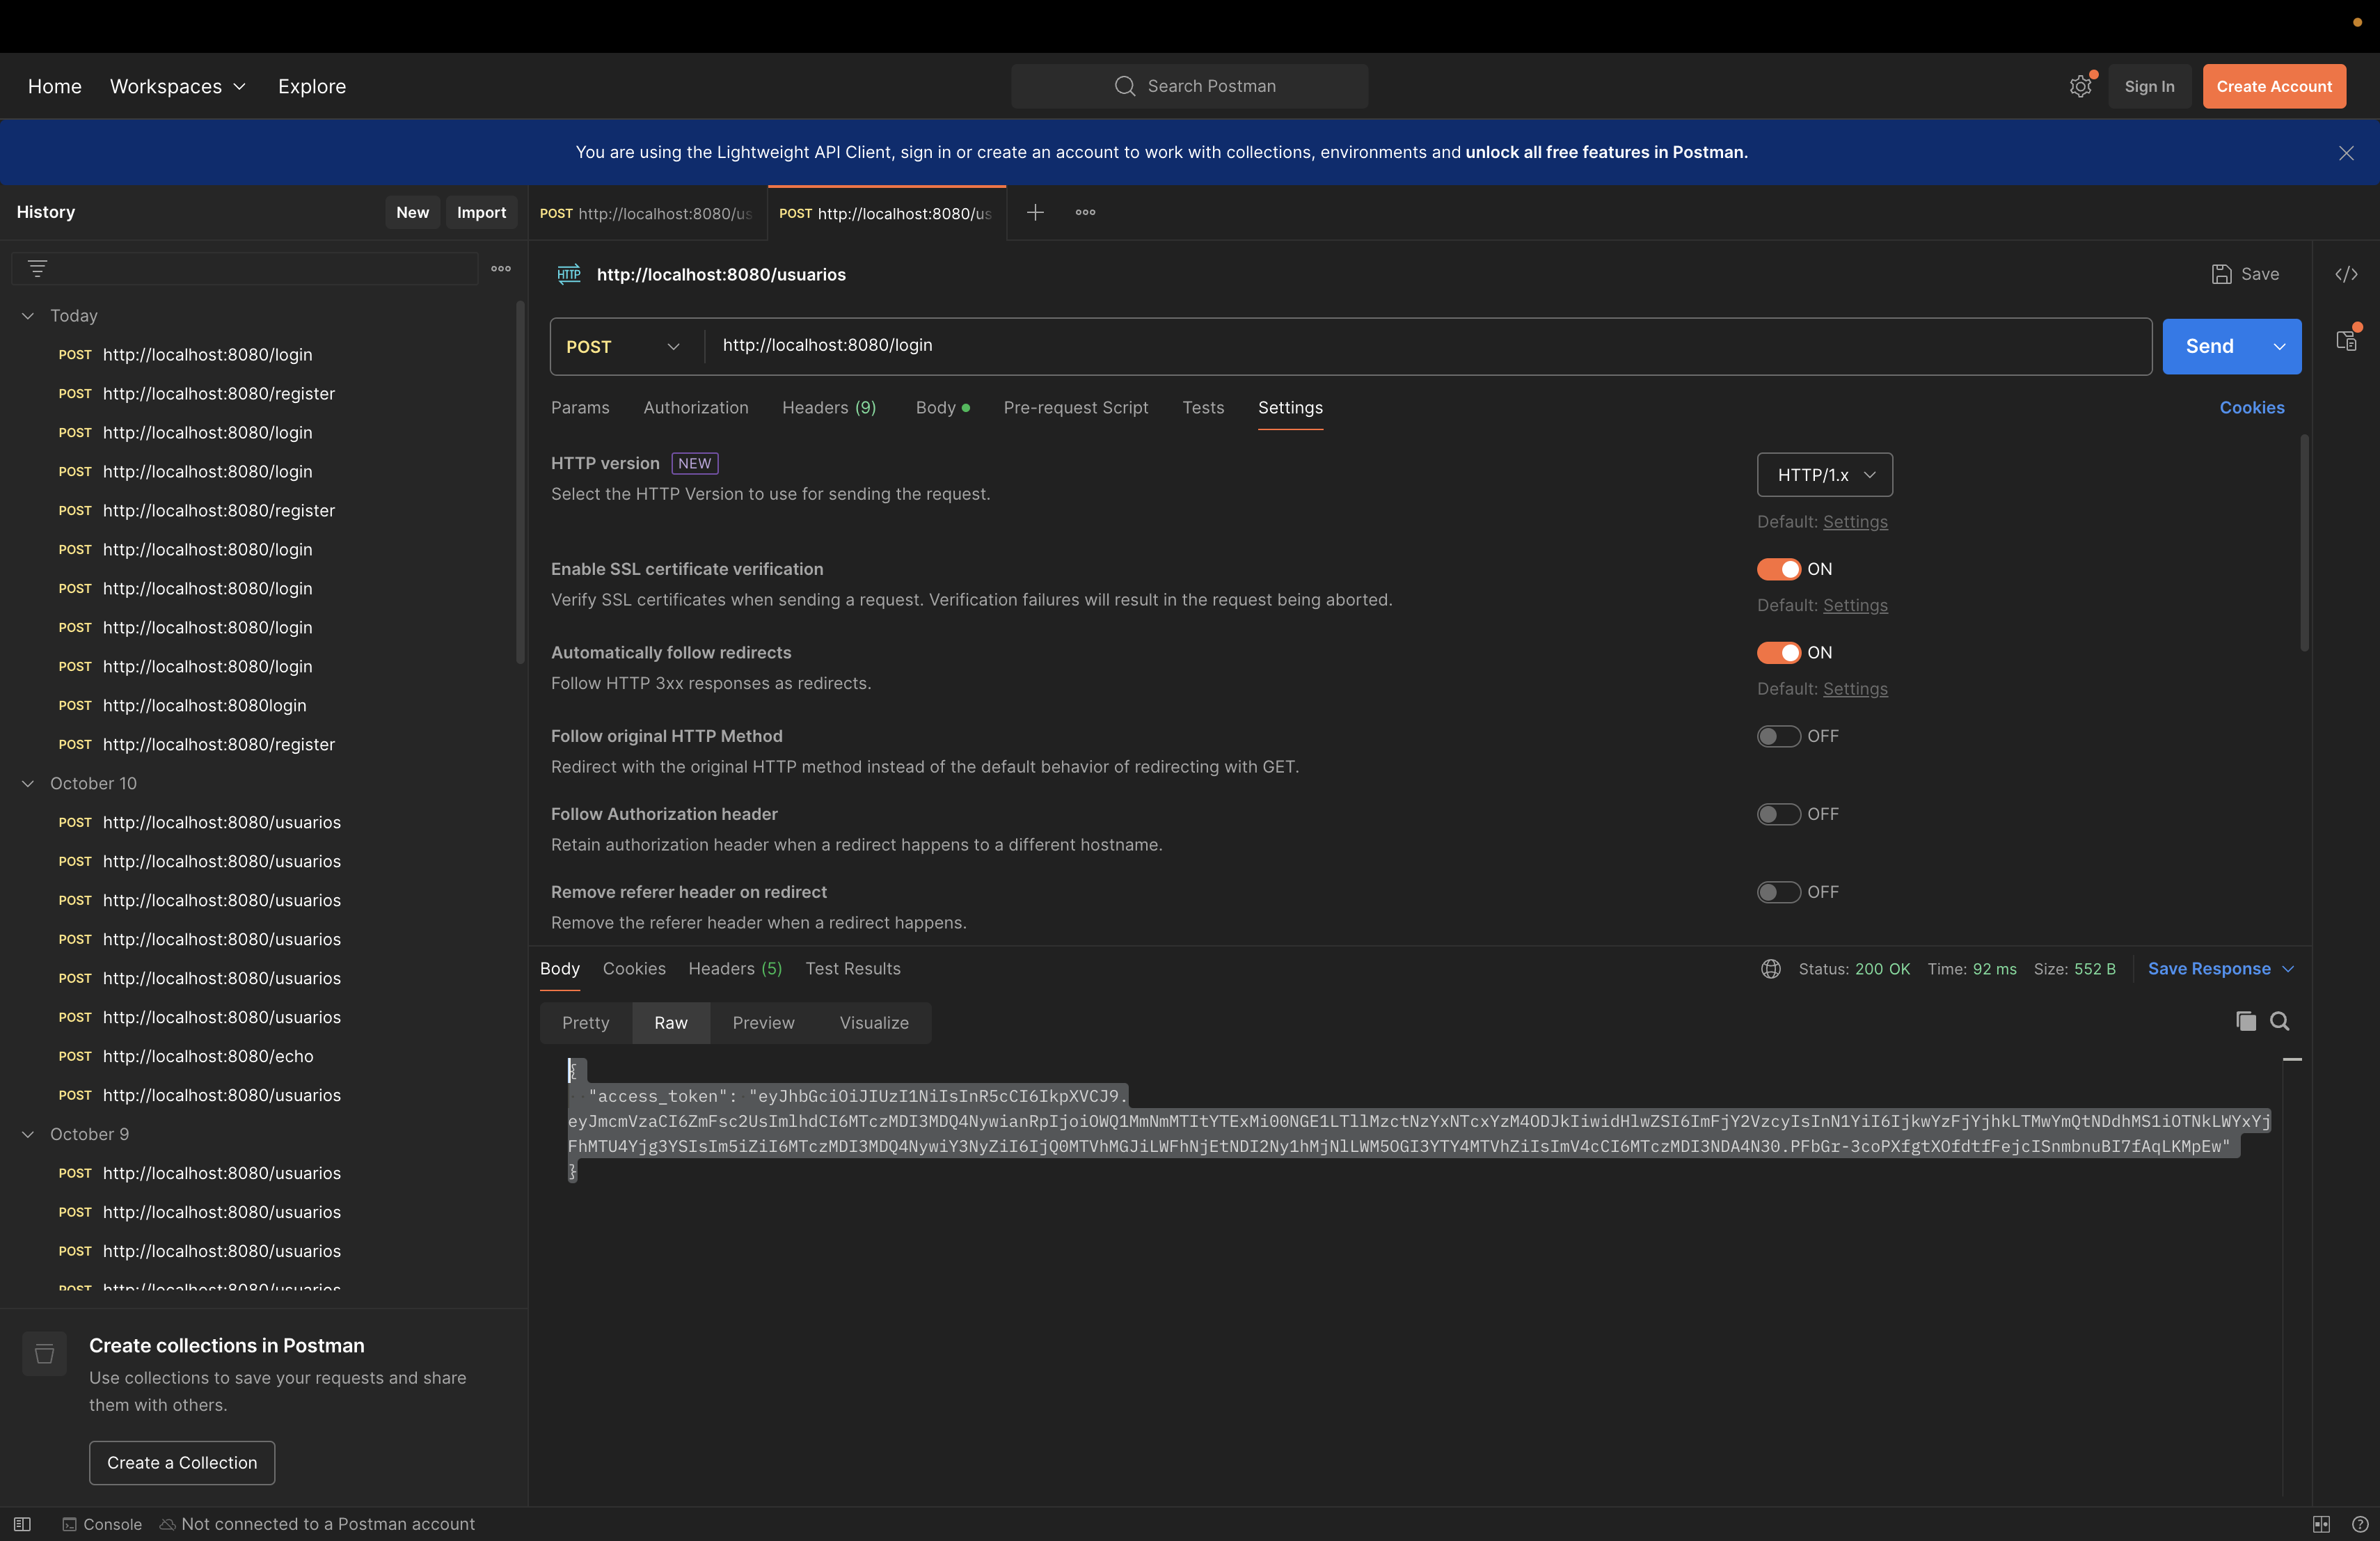 Home
Workspaces
Explore
Search Postman
Sign In
Create Account
You are using the Lightweight API Client, sign in or create an account to work with collections, environments and unlock all free features in Postman.
History
New
Import
POST http://localhost:8080/us
POST http://localhost:8080/us
Today
POST http://localhost:8080/login
POST http://localhost:8080/register
POST http://localhost:8080/login
POST http://localhost:8080/login
POST http://localhost:8080/register
POST http://localhost:8080/login
POST http://localhost:8080/login
POST http://localhost:8080/login
POST http://localhost:8080/login
POST http://localhost:8080login
POST http://localhost:8080/register
October 10
POST http://localhost:8080/usuarios
POST http://localhost:8080/usuarios
POST http://localhost:8080/usuarios
POST http://localhost:8080/usuarios
POST http://localhost:8080/usuarios
POST http://localhost:8080/usuarios
POST http://localhost:8080/echo
POST http://localhost:8080/usuarios
October 9
POST http://localhost:8080/usuarios
POST http://localhost:8080/usuarios
POST http://localhost:8080/usuarios
POST http://localhost:8080/usuarios
Create collections in Postman
Use collections to save your requests and share
them with others.
Create a Collection
HTTP http://localhost:8080/usuarios
Save
POST http://localhost:8080/login
Send
Params Authorization Headers (9) Body Pre-request Script Tests Settings
Cookies
HTTP version NEW
Select the HTTP Version to use for sending the request.
HTTP/1.x
Default: Settings
Enable SSL certificate verification
Verify SSL certificates when sending a request. Verification failures will result in the request being aborted.
ON
Default: Settings
Automatically follow redirects
Follow HTTP 3xx responses as redirects.
ON
Default: Settings
Follow original HTTP Method
Redirect with the original HTTP method instead of the default behavior of redirecting with GET.
OFF
Follow Authorization header
Retain authorization header when a redirect happens to a different hostname.
OFF
Remove referer header on redirect
Remove the referer header when a redirect happens.
OFF
Body Cookies Headers (5) Test Results
Status: 200 OK Time: 92 ms Size: 552 B
Save Response
Pretty Raw Preview Visualize
{
"access_token": "eyJhbGciOiJIUzI1NiIsInR5cCI6IkpXVCJ9.
eyJmcmVzaCI6ZmFsc2UsImlhdCI6MTczMDI3MDQ4NywianRpIjoiOWQ1MmNmMTItYTExMi00NGE1LTllMzctNzYxNTcxYzM4ODJkIiwidHlwZSI6ImFjY2VzcyIsInN1YiI6IjkwYzFjYjhkLTMwYmQtNDdhMS1iOTNkLWYxYj
FhMTU4Yjg3YSIsIm5iZiI6MTczMDI3MDQ4NywiY3NyZiI6IjQ0MTVhMGJiLWFhNjEtNDI2Ny1hMjNlLWM5OGI3YTY4MTVhZiIsImV4cCI6MTczMDI3NDA4N30.PFbGr-3coPXfgtXOfdtfFejcISnmbnuBI7fAqLKMpEw"
}
Console
Not connected to a Postman account